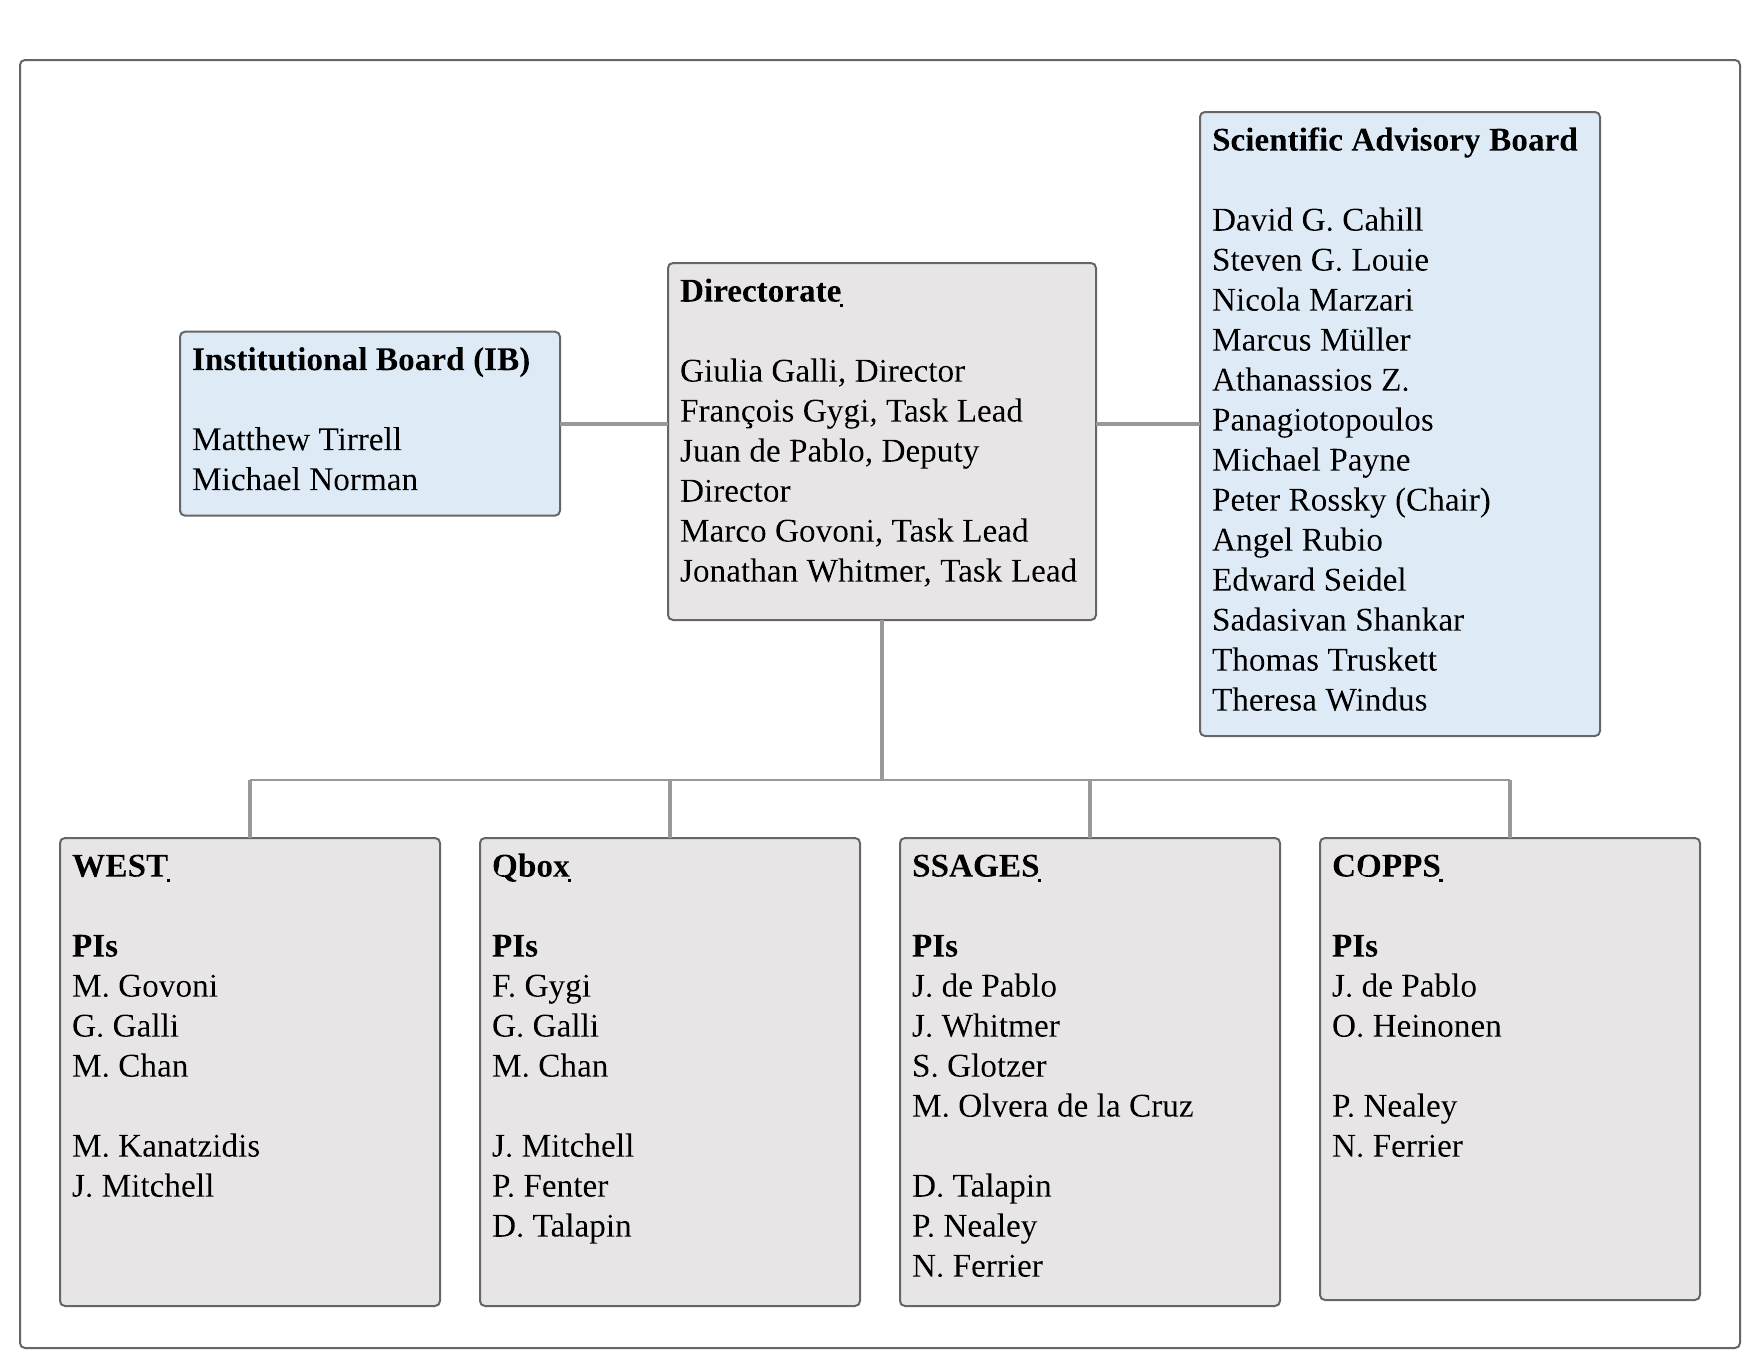 Scientific Advisory Board
David G. Cahill
Steven G. Louie
Nicola Marzari
Marcus Müller
Athanassios Z.
Panagiotopoulos
Michael Payne
Peter Rossky (Chair)
Angel Rubio
Edward Seidel
Sadasivan Shankar
Thomas Truskett
Theresa Windus
Directorate
Giulia Galli, Director
François Gygi, Task Lead
Juan de Pablo, Deputy
Director
Marco Govoni, Task Lead
Jonathan Whitmer, Task Lead
Institutional Board (IB)
Matthew Tirrell
Michael Norman
WEST
PIs
M. Govoni
G. Galli
M. Chan
M. Kanatzidis
J. Mitchell
Qbox
PIs
F. Gygi
G. Galli
M. Chan
J. Mitchell
P. Fenter
D. Talapin
SSAGES
PIs
J. de Pablo
J. Whitmer
S. Glotzer
M. Olvera de la Cruz
D. Talapin
P. Nealey
N. Ferrier
COPPS
PIs
J. de Pablo
O. Heinonen
P. Nealey
N. Ferrier